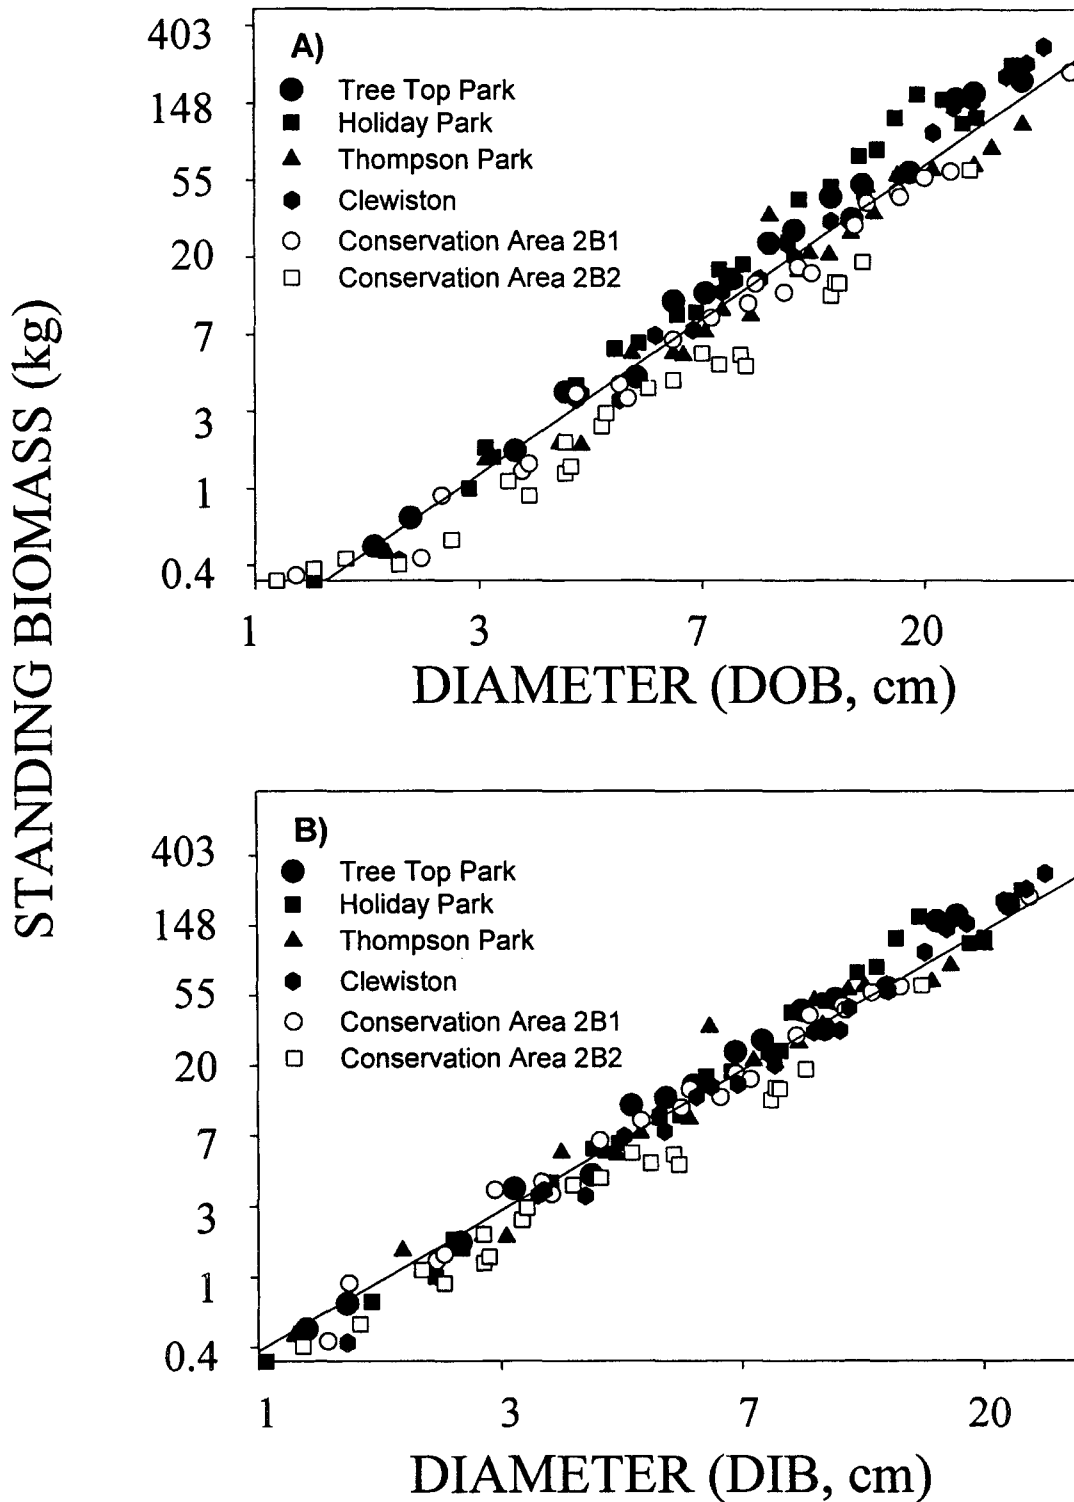 STANDING BIOMASS (kg)
A)
Tree Top Park
Holiday Park
Thompson Park
Clewiston
Conservation Area 2B1
Conservation Area 2B2
403
148
55
20
7
3
1
0.4
1 3 7 20
DIAMETER (DOB, cm)
B)
Tree Top Park
Holiday Park
Thompson Park
Clewiston
Conservation Area 2B1
Conservation Area 2B2
403
148
55
20
7
3
1
0.4
1 3 7 20
DIAMETER (DIB, cm)